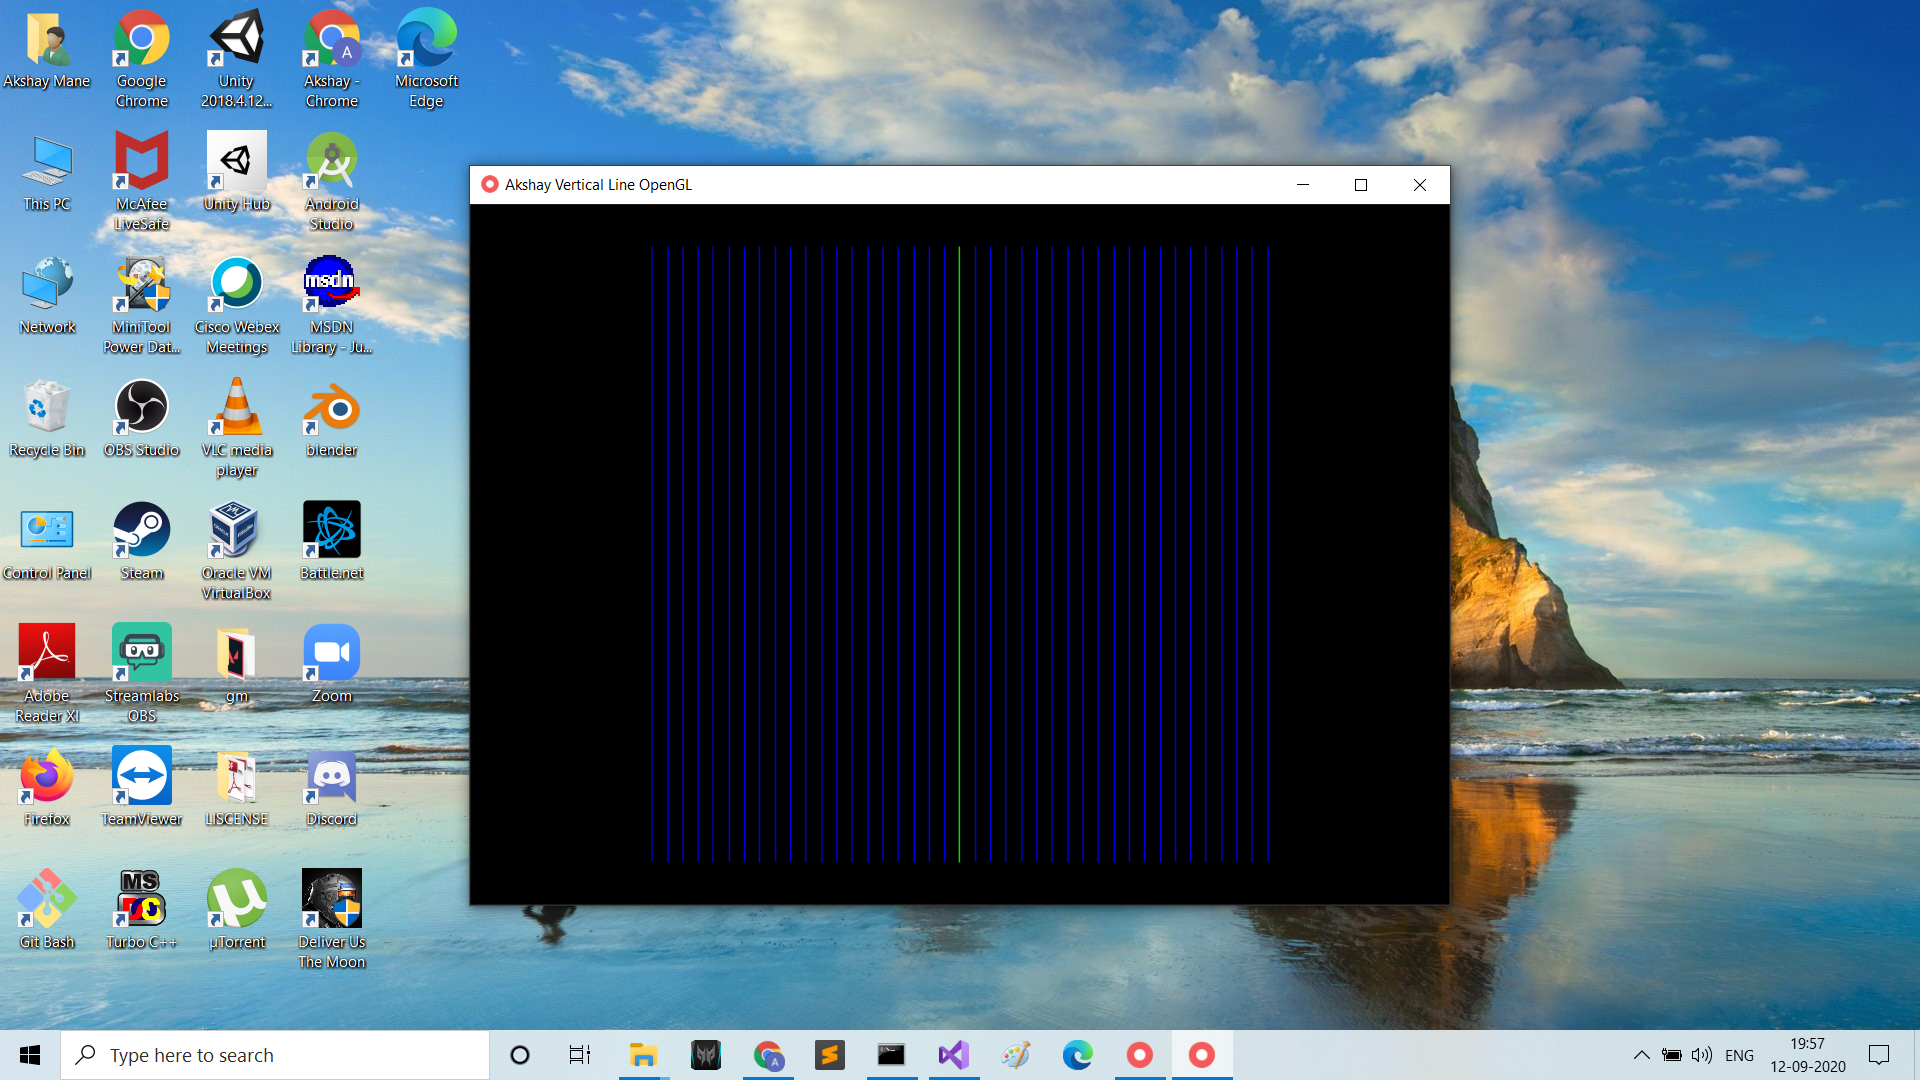 Akshay Mane
Google
Chrome
Unity
2018.4.12...
A
Akshay -
Chrome
Microsoft
Edge
This PC
McAfee
LiveSafe
Unity Hub
Android
Studio
Network
MiniTool
Power Dat...
Cisco Webex
Meetings
msdn
MSDN
Library - Ju...
Recycle Bin
OBS Studio
VLC media
player
blender
Control Panel
Steam
Oracle VM
VirtualBox
Battle.net
Adobe
Reader XI
Streamlabs
OBS
gm
Zoom
Firefox
TeamViewer
LISCENSE
Discord
Git Bash
MS
Turbo C++
µTorrent
Deliver Us
The Moon
Akshay Vertical Line OpenGL
Type here to search
A
ENG
19:57
12-09-2020